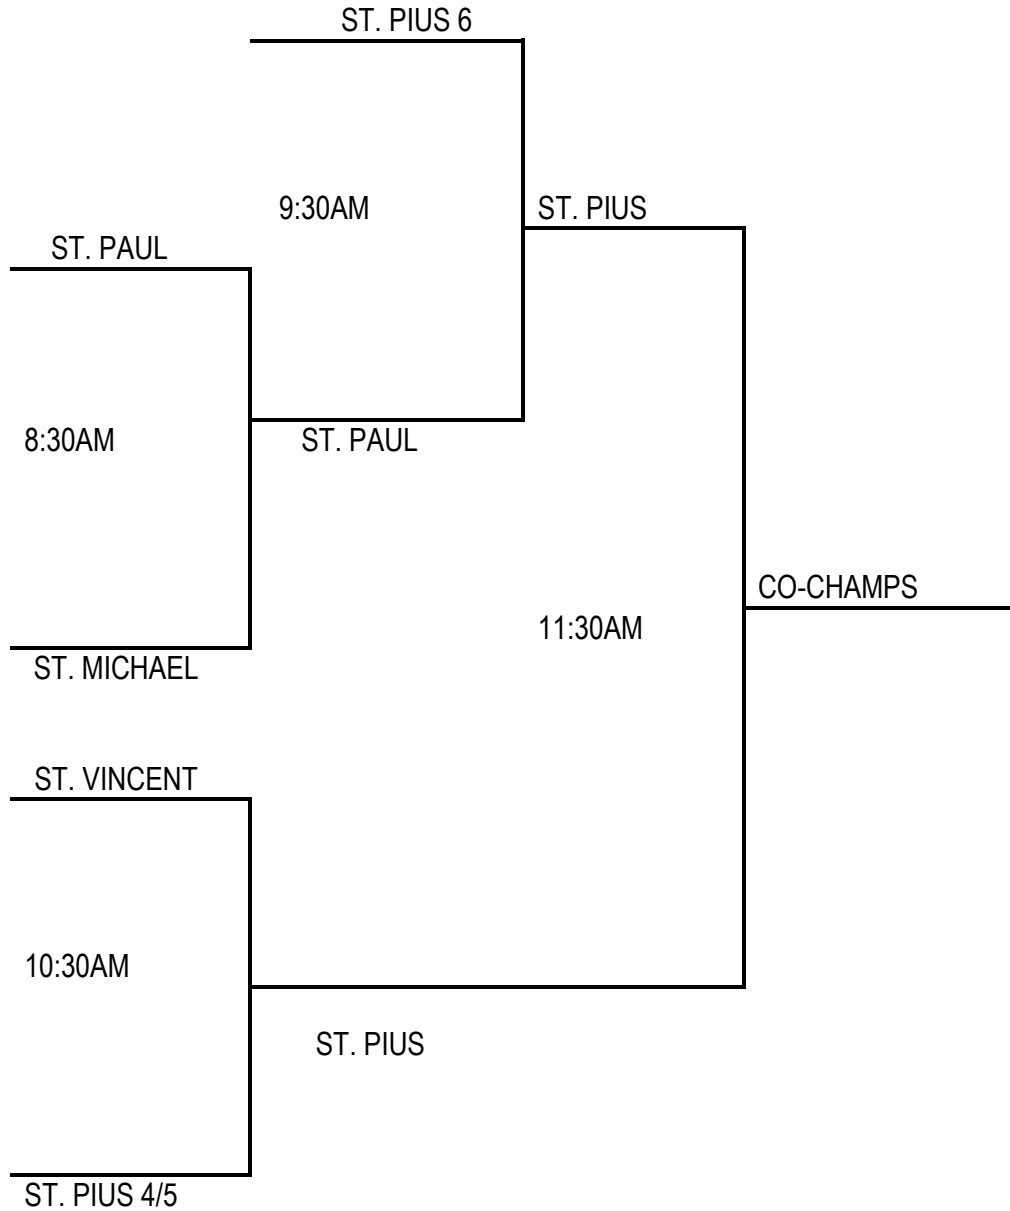 ST. PIUS 6
9:30AM
ST. PIUS
ST. PAUL
8:30AM
ST. PAUL
CO-CHAMPS
11:30AM
ST. MICHAEL
ST. VINCENT
10:30AM
ST. PIUS
ST. PIUS 4/5